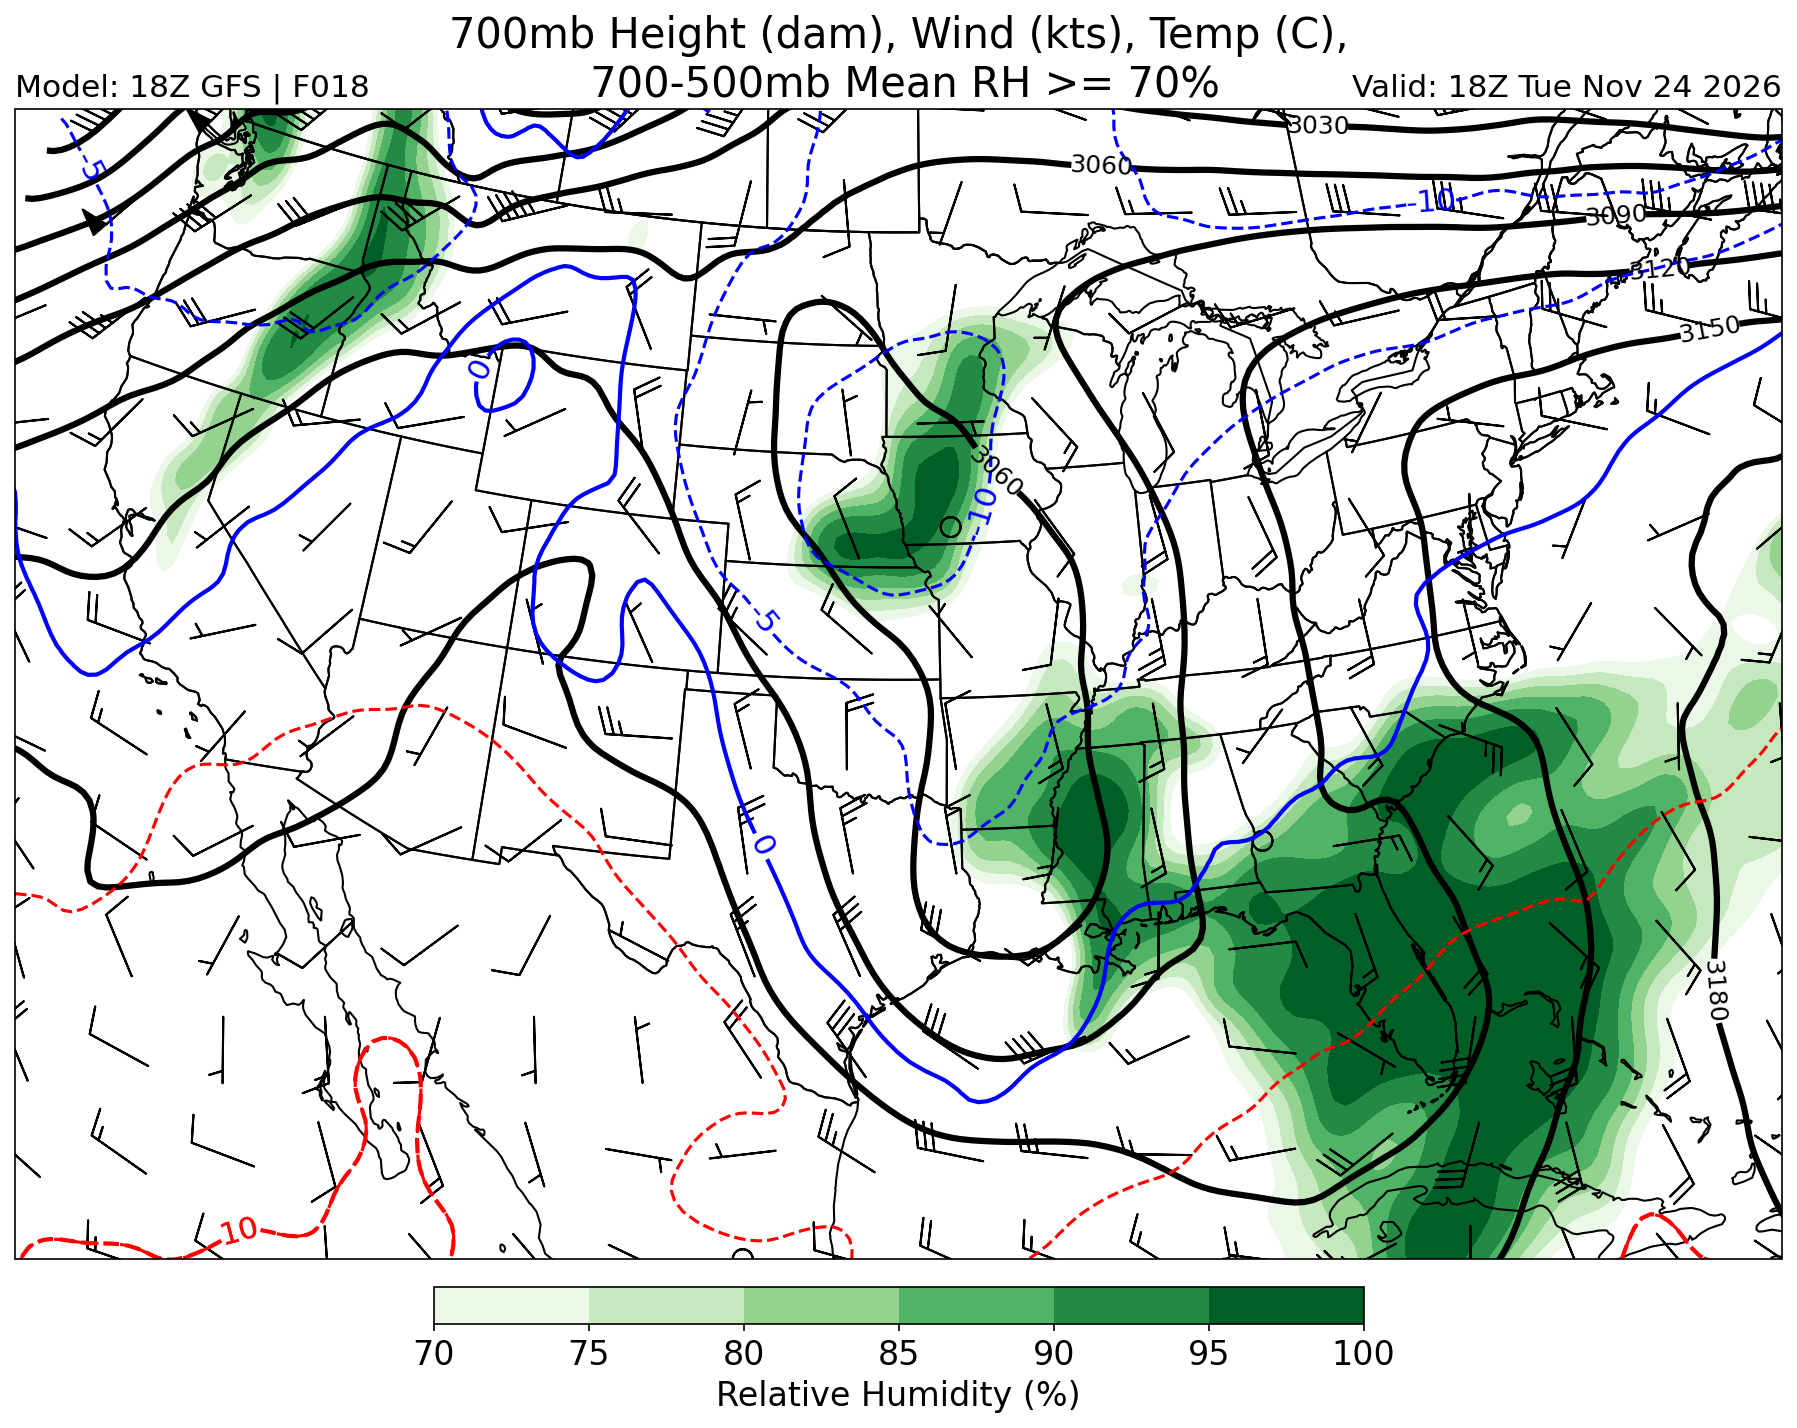 700mb Height (dam), Wind (kts), Temp (C),
Model: 18Z GFS | F018
700-500mb Mean RH >= 70%
Valid: 18Z Tue Nov 24 2026
3030
3060
-5
-10
3090
3120
3150
0
3060
-10
-5
0
3180
10
70 75 80 85 90 95 100
Relative Humidity (%)